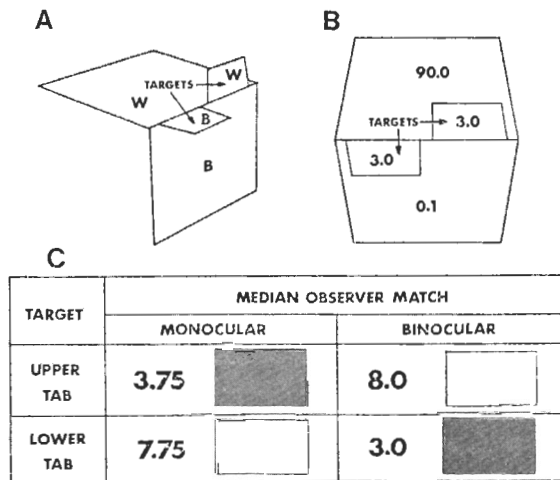 A
B
W
TARGETS
W
B
B
90.0
TARGETS
3.0
3.0
0.1
C
TARGET
MEDIAN OBSERVER MATCH
MONOCULAR
BINOCULAR
UPPER
TAB
3.75
8.0
LOWER
TAB
7.75
3.0